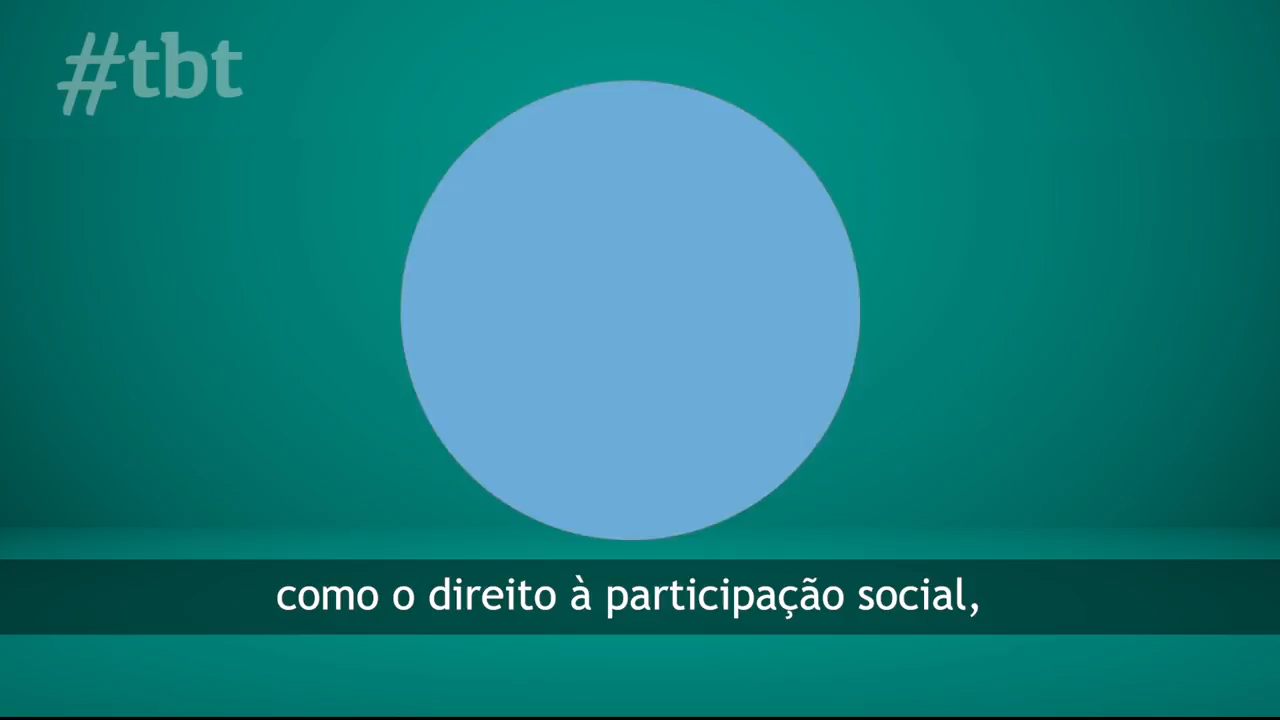 #tbt
como o direito à participação social,